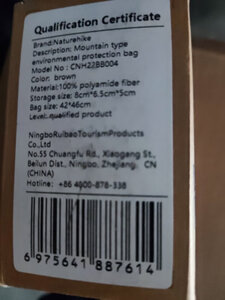 Qualification Certificate
Brand:Naturehike
Description: Mountain type
environmental protection bag
Model No : CNH22BB004
Color: brown
Material:100% polyamide fiber
Storage size: 8cm*6.5cm*5cm
Bag size: 42*46cm
Level: qualified product
NingboRuibaoTourismProducts
Co.,Ltd
No.55 Chuangfu Rd., Xiaogang St.,
Beilun Dist., Ningbo, Zhejiang, CN
(CHINA)
Hotline: +86 4000-878-338
6 975641 887614